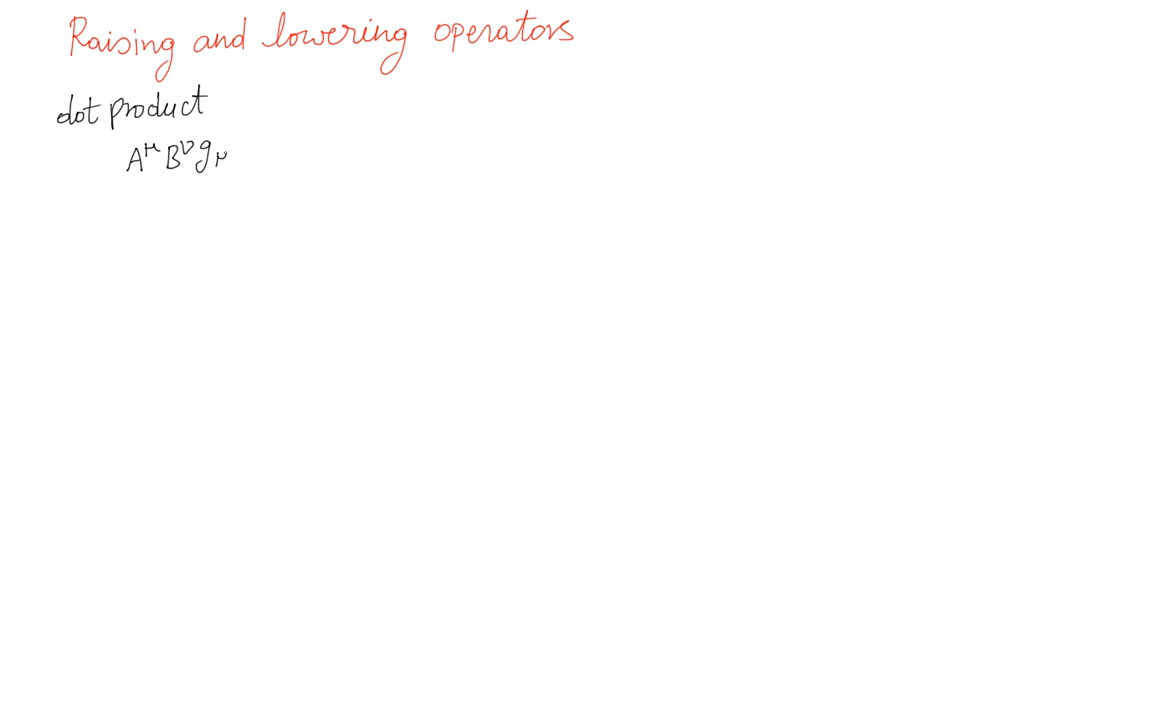 Raising and lowering operators
dot product
A^μ B^ν g_μ